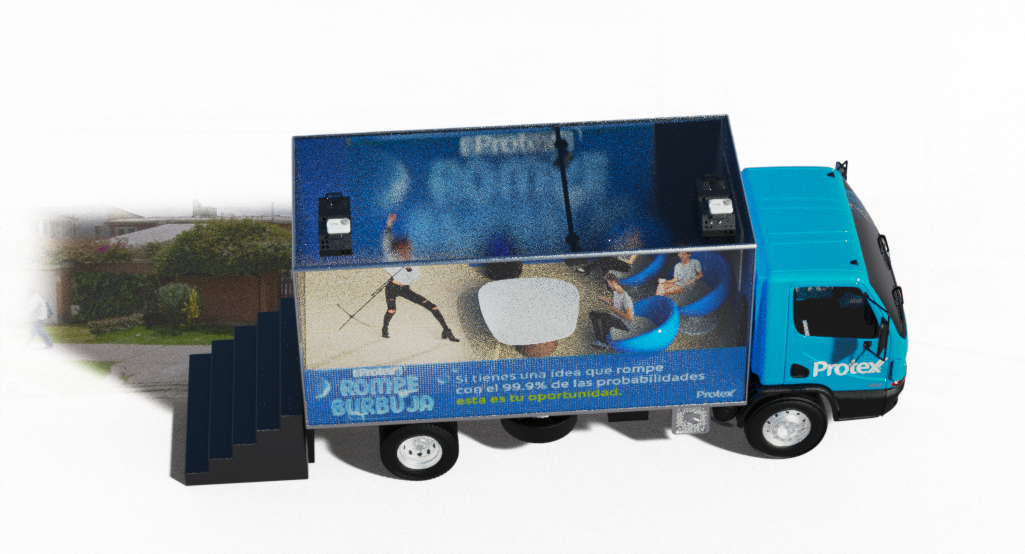 Protex
ROMPE
Protex
Protex
ROMPE
BURBUJA
Si tienes una idea que rompe
con el 99.9% de las probabilidades
esta es tu oportunidad.
Protex